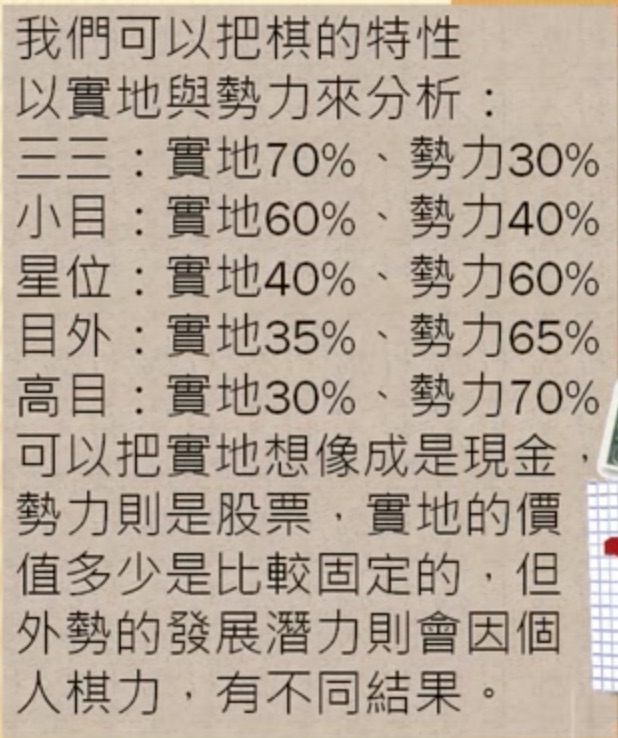 我們可以把棋的特性
以實地與勢力來分析：
三三：實地70%、勢力30%
小目：實地60%、勢力40%
星位：實地40%、勢力60%
目外：實地35%、勢力65%
高目：實地30%、勢力70%
可以把實地想像成是現金，
勢力則是股票，實地的價
值多少是比較固定的，但
外勢的發展潛力則會因個
人棋力，有不同結果。